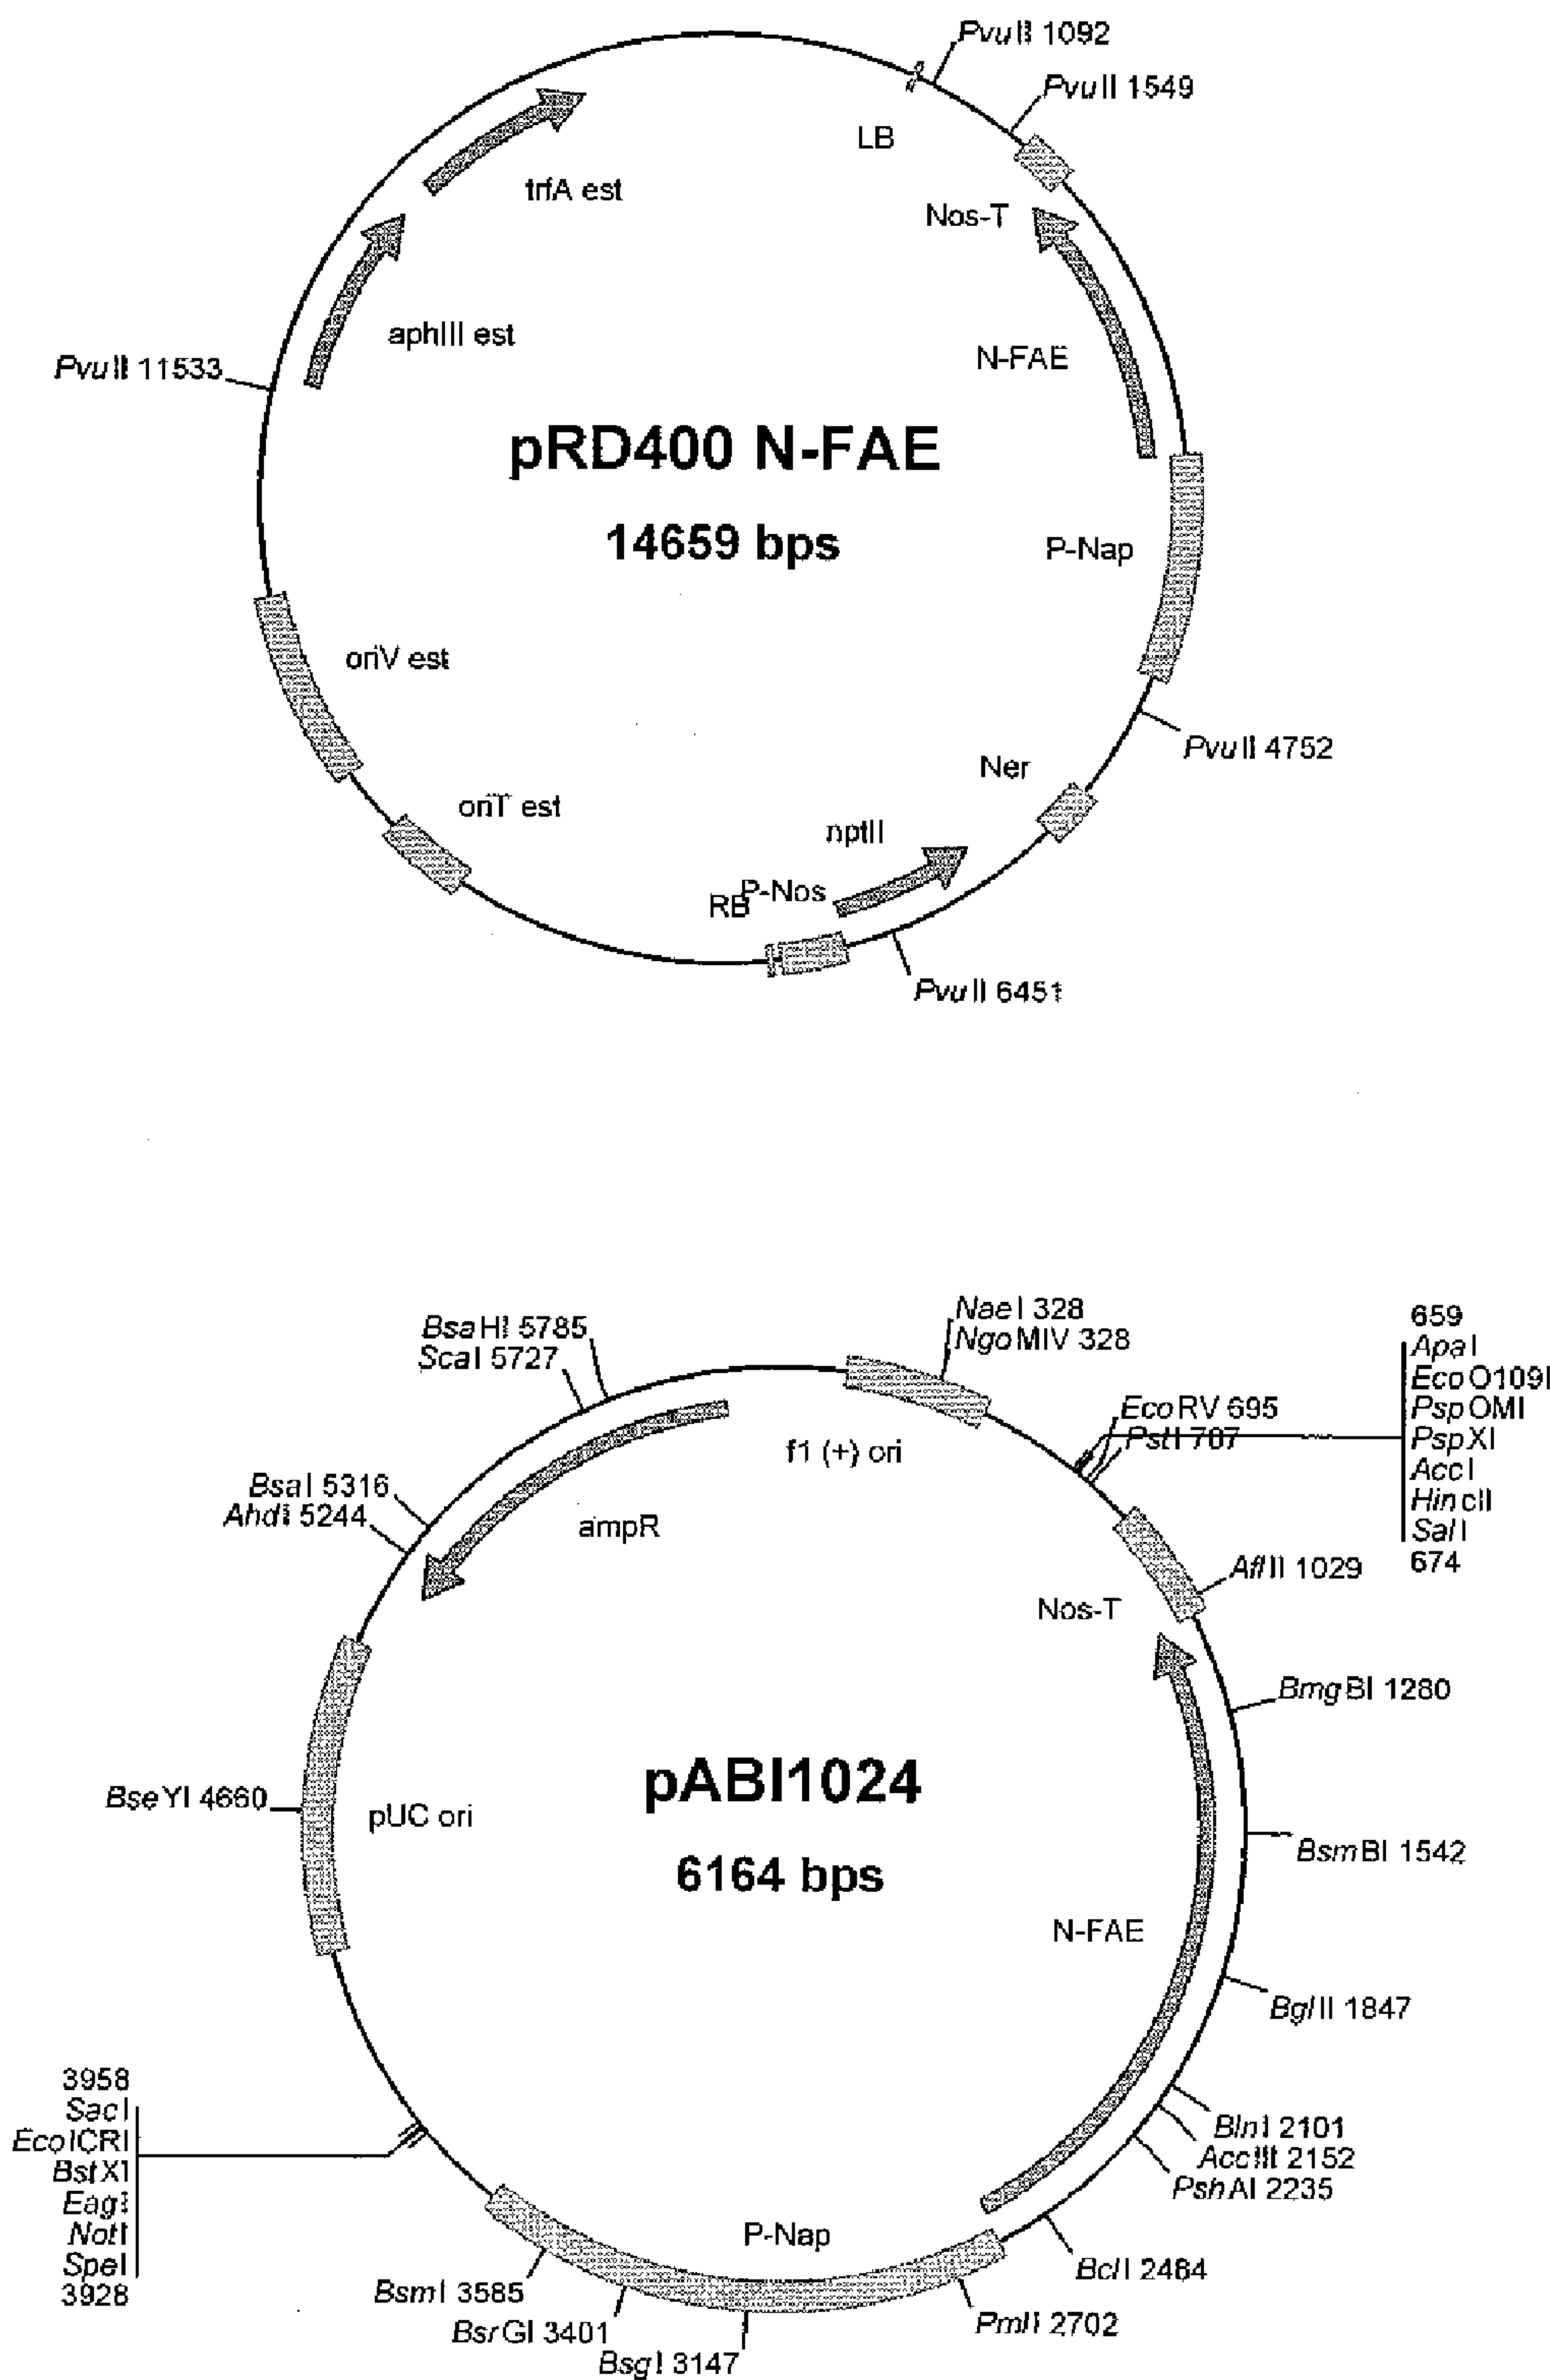 PvuII 1092
PvuII 1549
LB
trfA est
Nos-T
aphIII est
N-FAE
PvuII 11533
pRD400 N-FAE
14659 bps
P-Nap
oriV est
PvuII 4752
Ner
oriT est
nptII
P-Nos
RB
PvuII 6451
NaeI 328
NgoMIV 328
659
ApaI
EcoO109I
PspOMI
PspXI
AccI
HincII
SalI
674
BsaHI 5785
ScaI 5727
EcoRV 695
PstI 707
f1 (+) ori
BsaI 5316
AhdI 5244
ampR
AflII 1029
Nos-T
BmgBI 1280
pABI1024
6164 bps
BseYI 4660
pUC ori
BsmBI 1542
N-FAE
BglII 1847
3958
SacI
EcoICRI
BstXI
EagI
NotI
SpeI
3928
BlnI 2101
AccIII 2152
PshAI 2235
P-Nap
BclI 2484
BsmI 3585
PmlI 2702
BsrGI 3401
BsgI 3147